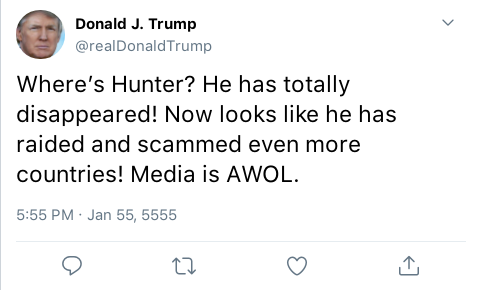 Donald J. Trump
@realDonaldTrump
Where’s Hunter? He has totally
disappeared! Now looks like he has
raided and scammed even more
countries! Media is AWOL.
5:55 PM · Jan 55, 5555